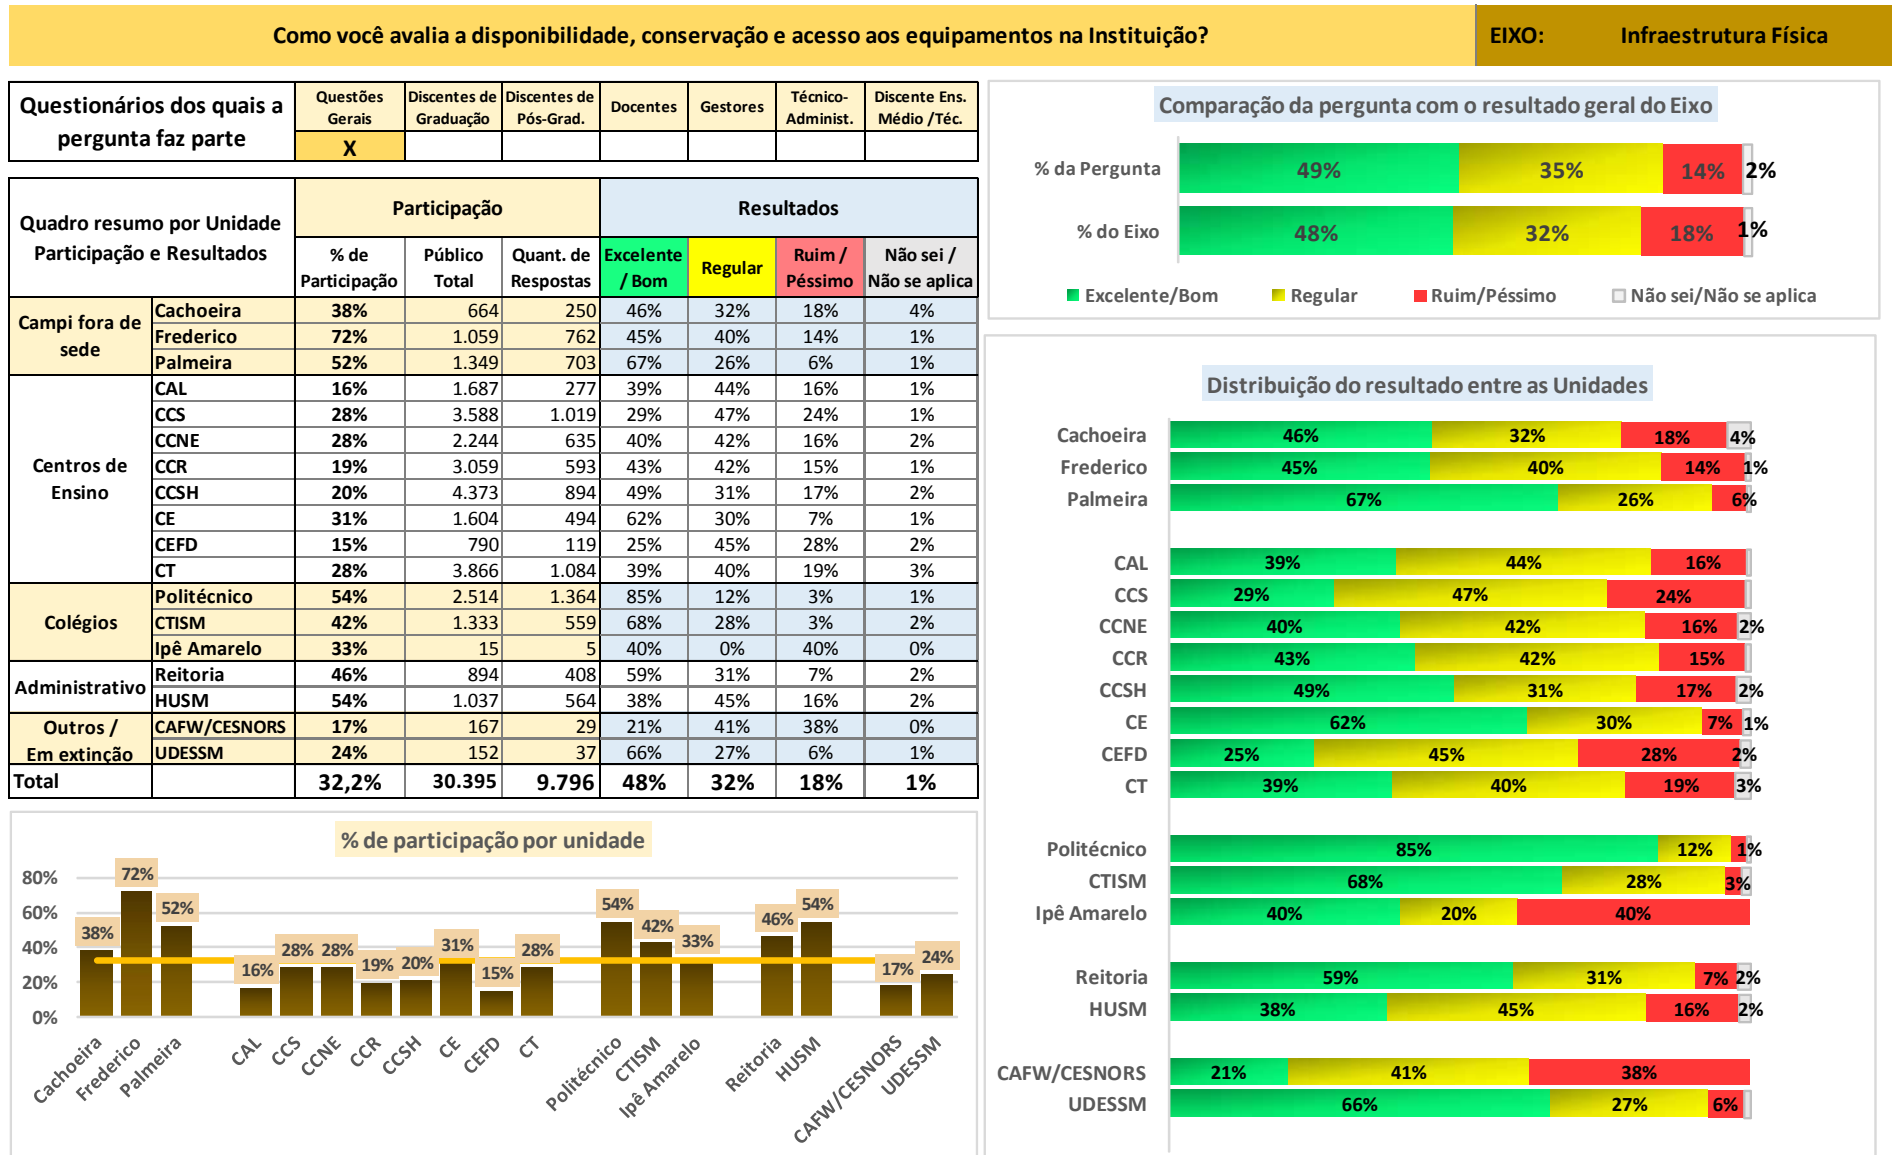 Como você avalia a disponibilidade, conservação e acesso aos equipamentos na Instituição?
EIXO: Infraestrutura Física
Questionários dos quais a pergunta faz parte
Questões Gerais
Discentes de Graduação
Discentes de Pós-Grad.
Docentes
Gestores
Técnico-Administ.
Discente Ens. Médio /Téc.
X
Quadro resumo por Unidade
Participação e Resultados
Participação
Resultados
% de Participação
Público Total
Quant. de Respostas
Excelente / Bom
Regular
Ruim / Péssimo
Não sei / Não se aplica
Campi fora de sede
Cachoeira 38% 664 250 46% 32% 18% 4%
Frederico 72% 1.059 762 45% 40% 14% 1%
Palmeira 52% 1.349 703 67% 26% 6% 1%
Centros de Ensino
CAL 16% 1.687 277 39% 44% 16% 1%
CCS 28% 3.588 1.019 29% 47% 24% 1%
CCNE 28% 2.244 635 40% 42% 16% 2%
CCR 19% 3.059 593 43% 42% 15% 1%
CCSH 20% 4.373 894 49% 31% 17% 2%
CE 31% 1.604 494 62% 30% 7% 1%
CEFD 15% 790 119 25% 45% 28% 2%
CT 28% 3.866 1.084 39% 40% 19% 3%
Colégios
Politécnico 54% 2.514 1.364 85% 12% 3% 1%
CTISM 42% 1.333 559 68% 28% 3% 2%
Ipê Amarelo 33% 15 5 40% 0% 40% 0%
Administrativo
Reitoria 46% 894 408 59% 31% 7% 2%
HUSM 54% 1.037 564 38% 45% 16% 2%
Outros / Em extinção
CAFW/CESNORS 17% 167 29 21% 41% 38% 0%
UDESSM 24% 152 37 66% 27% 6% 1%
Total 32,2% 30.395 9.796 48% 32% 18% 1%
% de participação por unidade
80%
60%
40%
20%
0%
38% 72% 52% 16% 28% 28% 19% 20% 31% 15% 28% 54% 42% 33% 46% 54% 17% 24%
Cachoeira Frederico Palmeira CAL CCS CCNE CCR CCSH CE CEFD CT Politécnico CTISM Ipê Amarelo Reitoria HUSM CAFW/CESNORS UDESSM
Comparação da pergunta com o resultado geral do Eixo
% da Pergunta 49% 35% 14% 2%
% do Eixo 48% 32% 18% 1%
Excelente/Bom Regular Ruim/Péssimo Não sei/Não se aplica
Distribuição do resultado entre as Unidades
Cachoeira 46% 32% 18% 4%
Frederico 45% 40% 14% 1%
Palmeira 67% 26% 6%
CAL 39% 44% 16%
CCS 29% 47% 24%
CCNE 40% 42% 16% 2%
CCR 43% 42% 15%
CCSH 49% 31% 17% 2%
CE 62% 30% 7% 1%
CEFD 25% 45% 28% 2%
CT 39% 40% 19% 3%
Politécnico 85% 12% 1%
CTISM 68% 28% 3%
Ipê Amarelo 40% 20% 40%
Reitoria 59% 31% 7% 2%
HUSM 38% 45% 16% 2%
CAFW/CESNORS 21% 41% 38%
UDESSM 66% 27% 6%